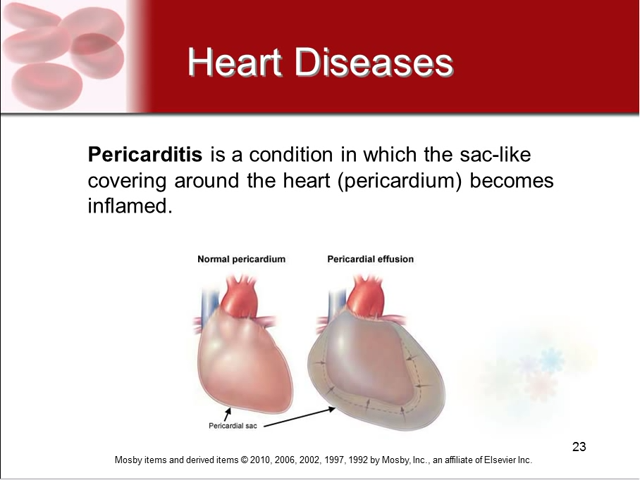 Heart Diseases
Pericarditis is a condition in which the sac-like
covering around the heart (pericardium) becomes
inflamed.
Normal pericardium
Pericardial effusion
Pericardial sac
23
Mosby items and derived items © 2010, 2006, 2002, 1997, 1992 by Mosby, Inc., an affiliate of Elsevier Inc.